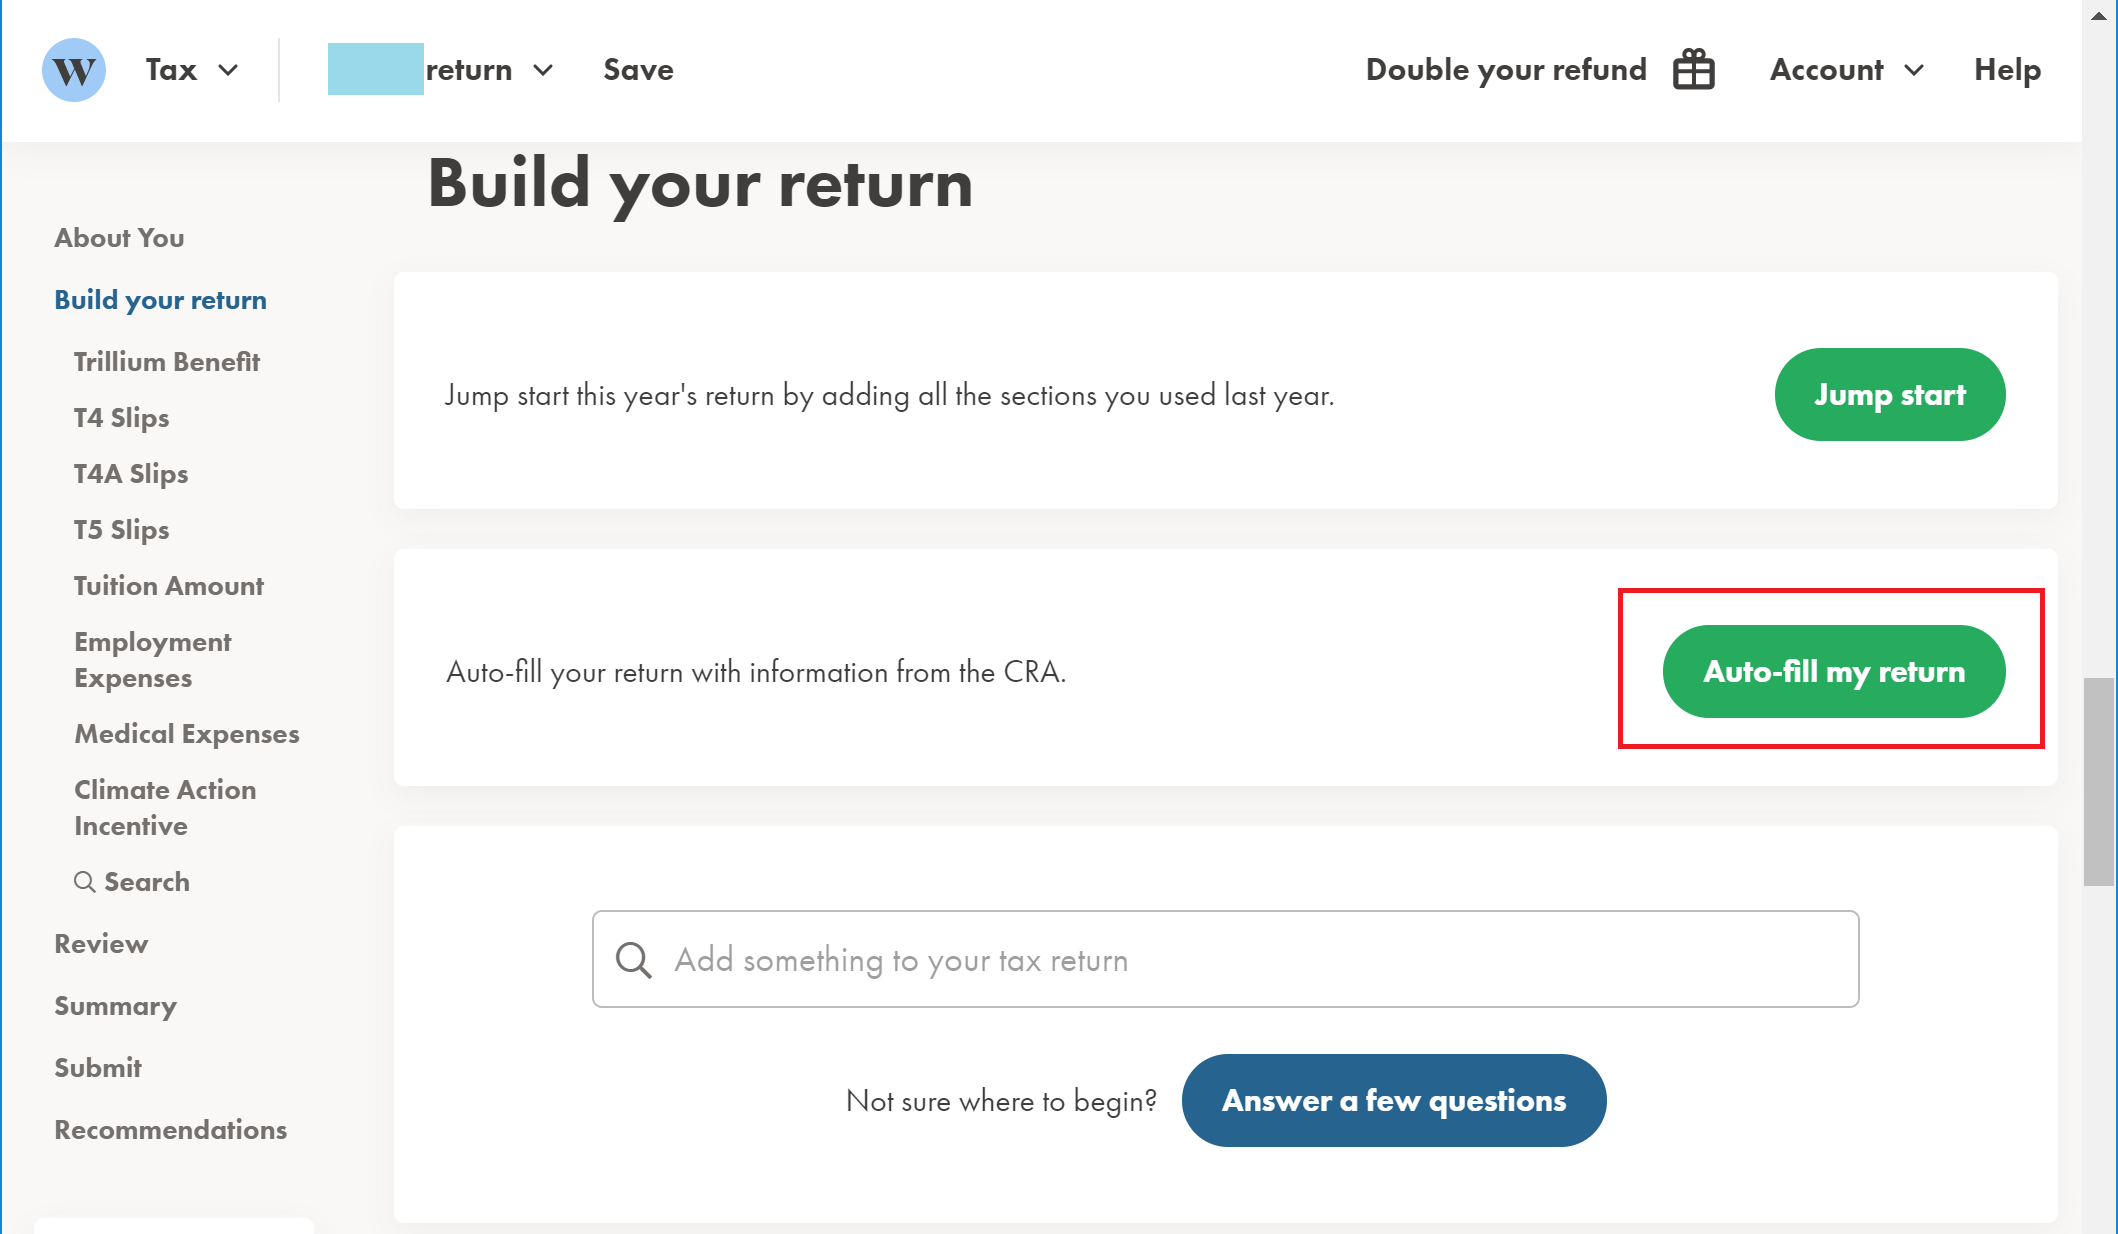 W Tax return Save Double your refund Account Help
Build your return
About You
Build your return
Trillium Benefit
T4 Slips
T4A Slips
T5 Slips
Tuition Amount
Employment
Expenses
Medical Expenses
Climate Action
Incentive
Search
Review
Summary
Submit
Recommendations
Jump start this year's return by adding all the sections you used last year. Jump start
Auto-fill your return with information from the CRA. Auto-fill my return
Add something to your tax return
Not sure where to begin? Answer a few questions